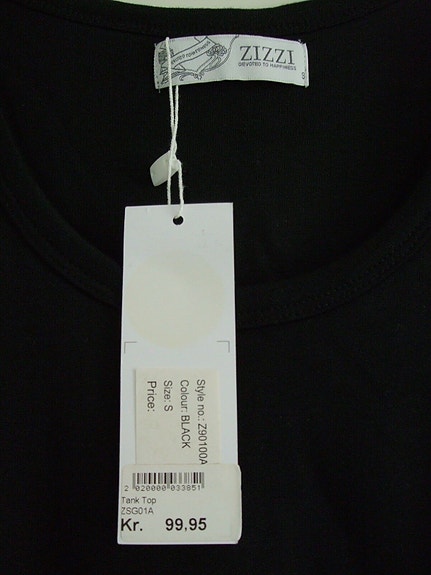 ZIZZI
DEVOTED TO HAPPINESS
S
Style no.: Z90100A
Colour: BLACK
Size: S
Price:
2 020000 033851
Tank Top
ZSG01A
Kr. 99,95